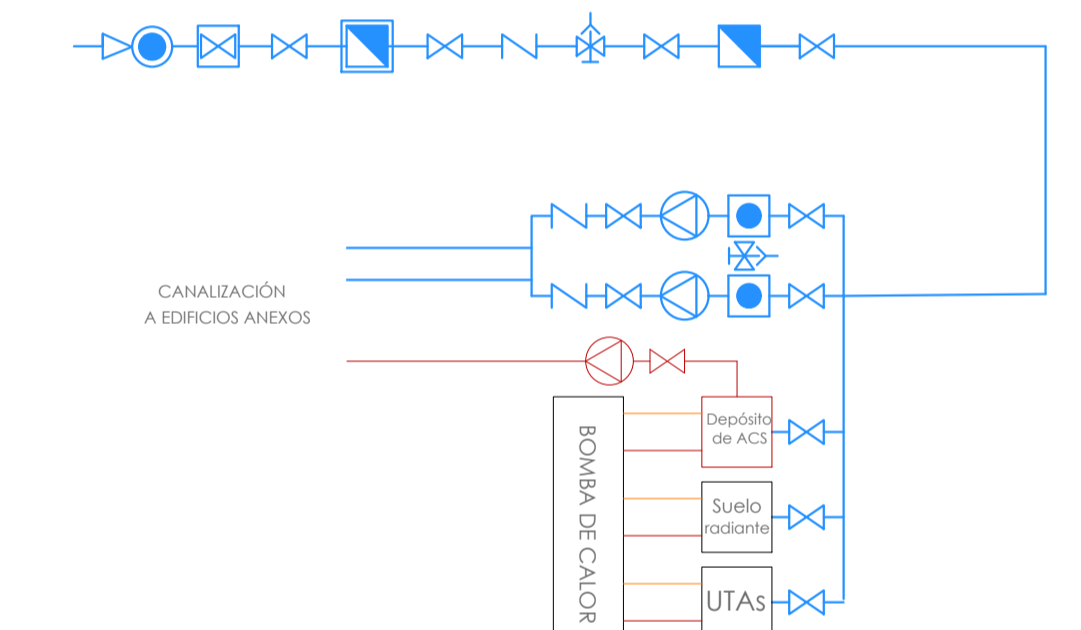 CANALIZACIÓN
A EDIFICIOS ANEXOS
BOMBA DE CALOR
Depósito
de ACS
Suelo
radiante
UTAs